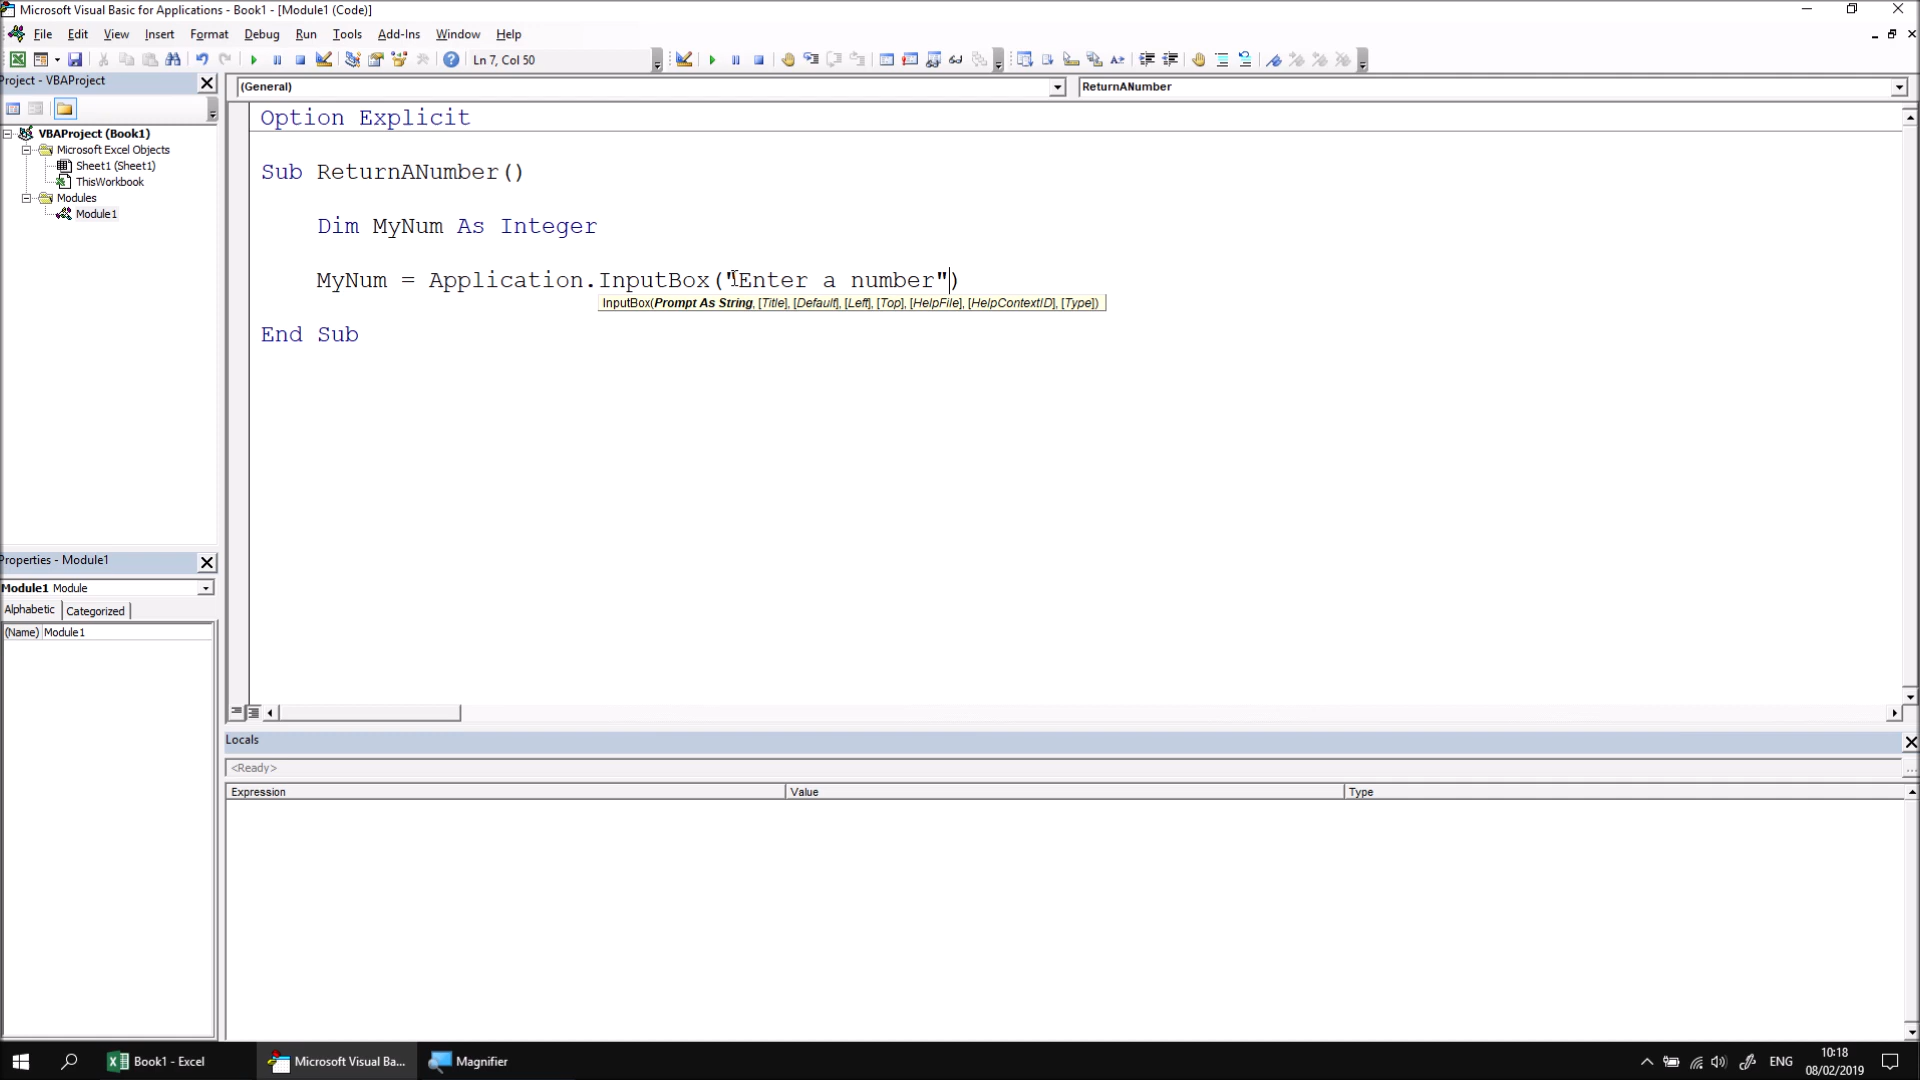 Microsoft Visual Basic for Applications - Book1 - [Module1 (Code)]
File Edit View Insert Format Debug Run Tools Add-Ins Window Help
Ln 7, Col 50
Project - VBAProject
(General)
ReturnANumber
VBAProject (Book1)
Microsoft Excel Objects
Sheet1 (Sheet1)
ThisWorkbook
Modules
Module1
Option Explicit
Sub ReturnANumber()
Dim MyNum As Integer
MyNum = Application.InputBox("Enter a number")
InputBox(Prompt As String, [Title], [Default], [Left], [Top], [HelpFile], [HelpContextID], [Type])
End Sub
Properties - Module1
Module1 Module
Alphabetic Categorized
(Name) Module1
Locals
<Ready>
Expression Value Type
Book1 - Excel
Microsoft Visual Ba...
Magnifier
ENG
10:18
08/02/2019